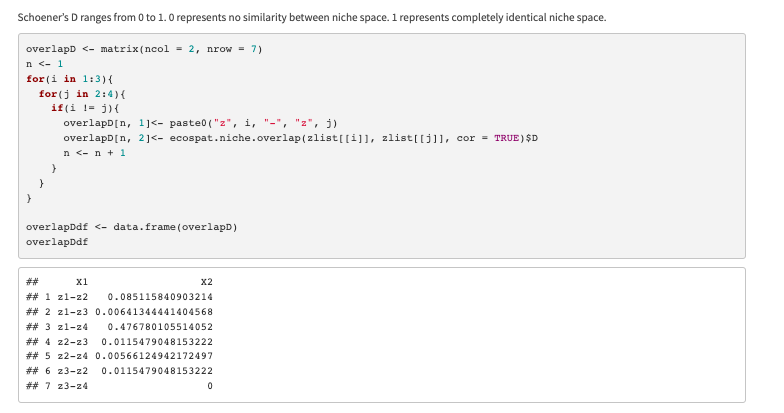 Schoener's D ranges from 0 to 1. 0 represents no similarity between niche space. 1 represents completely identical niche space.
overlapD <- matrix(ncol = 2, nrow = 7)
n <- 1
for(i in 1:3){
  for(j in 2:4){
    if(i != j){
      overlapD[n, 1]<- paste0("z", i, "-", "z", j)
      overlapD[n, 2]<- ecospat.niche.overlap(zlist[[i]], zlist[[j]], cor = TRUE)$D
      n <- n + 1
    }
  }
}

overlapDdf <- data.frame(overlapD)
overlapDdf
##      X1                  X2
## 1 z1-z2   0.085115840903214
## 2 z1-z3 0.00641344441404568
## 3 z1-z4   0.476780105514052
## 4 z2-z3  0.0115479048153222
## 5 z2-z4 0.00566124942172497
## 6 z3-z2  0.0115479048153222
## 7 z3-z4                   0